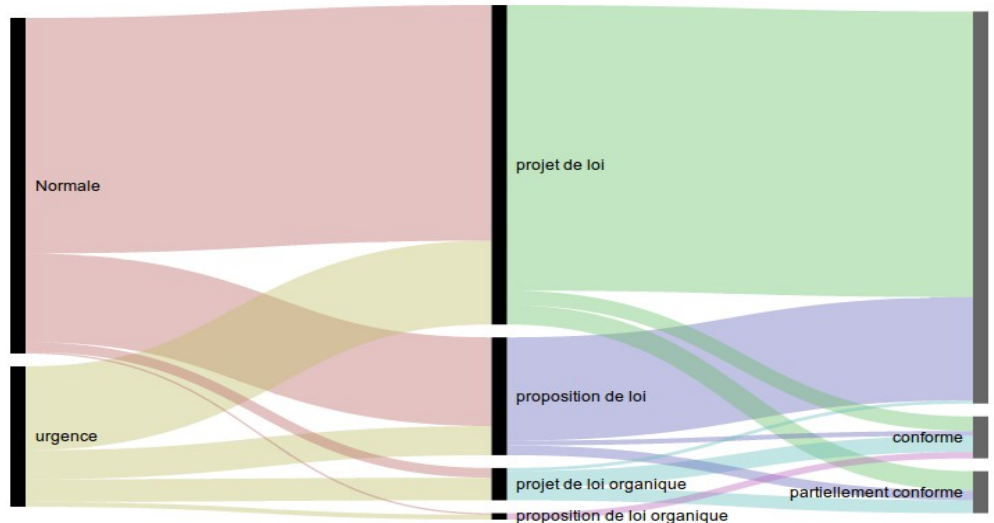 projet de loi
Normale
proposition de loi
urgence
conforme
projet de loi organique
partiellement conforme
proposition de loi organique